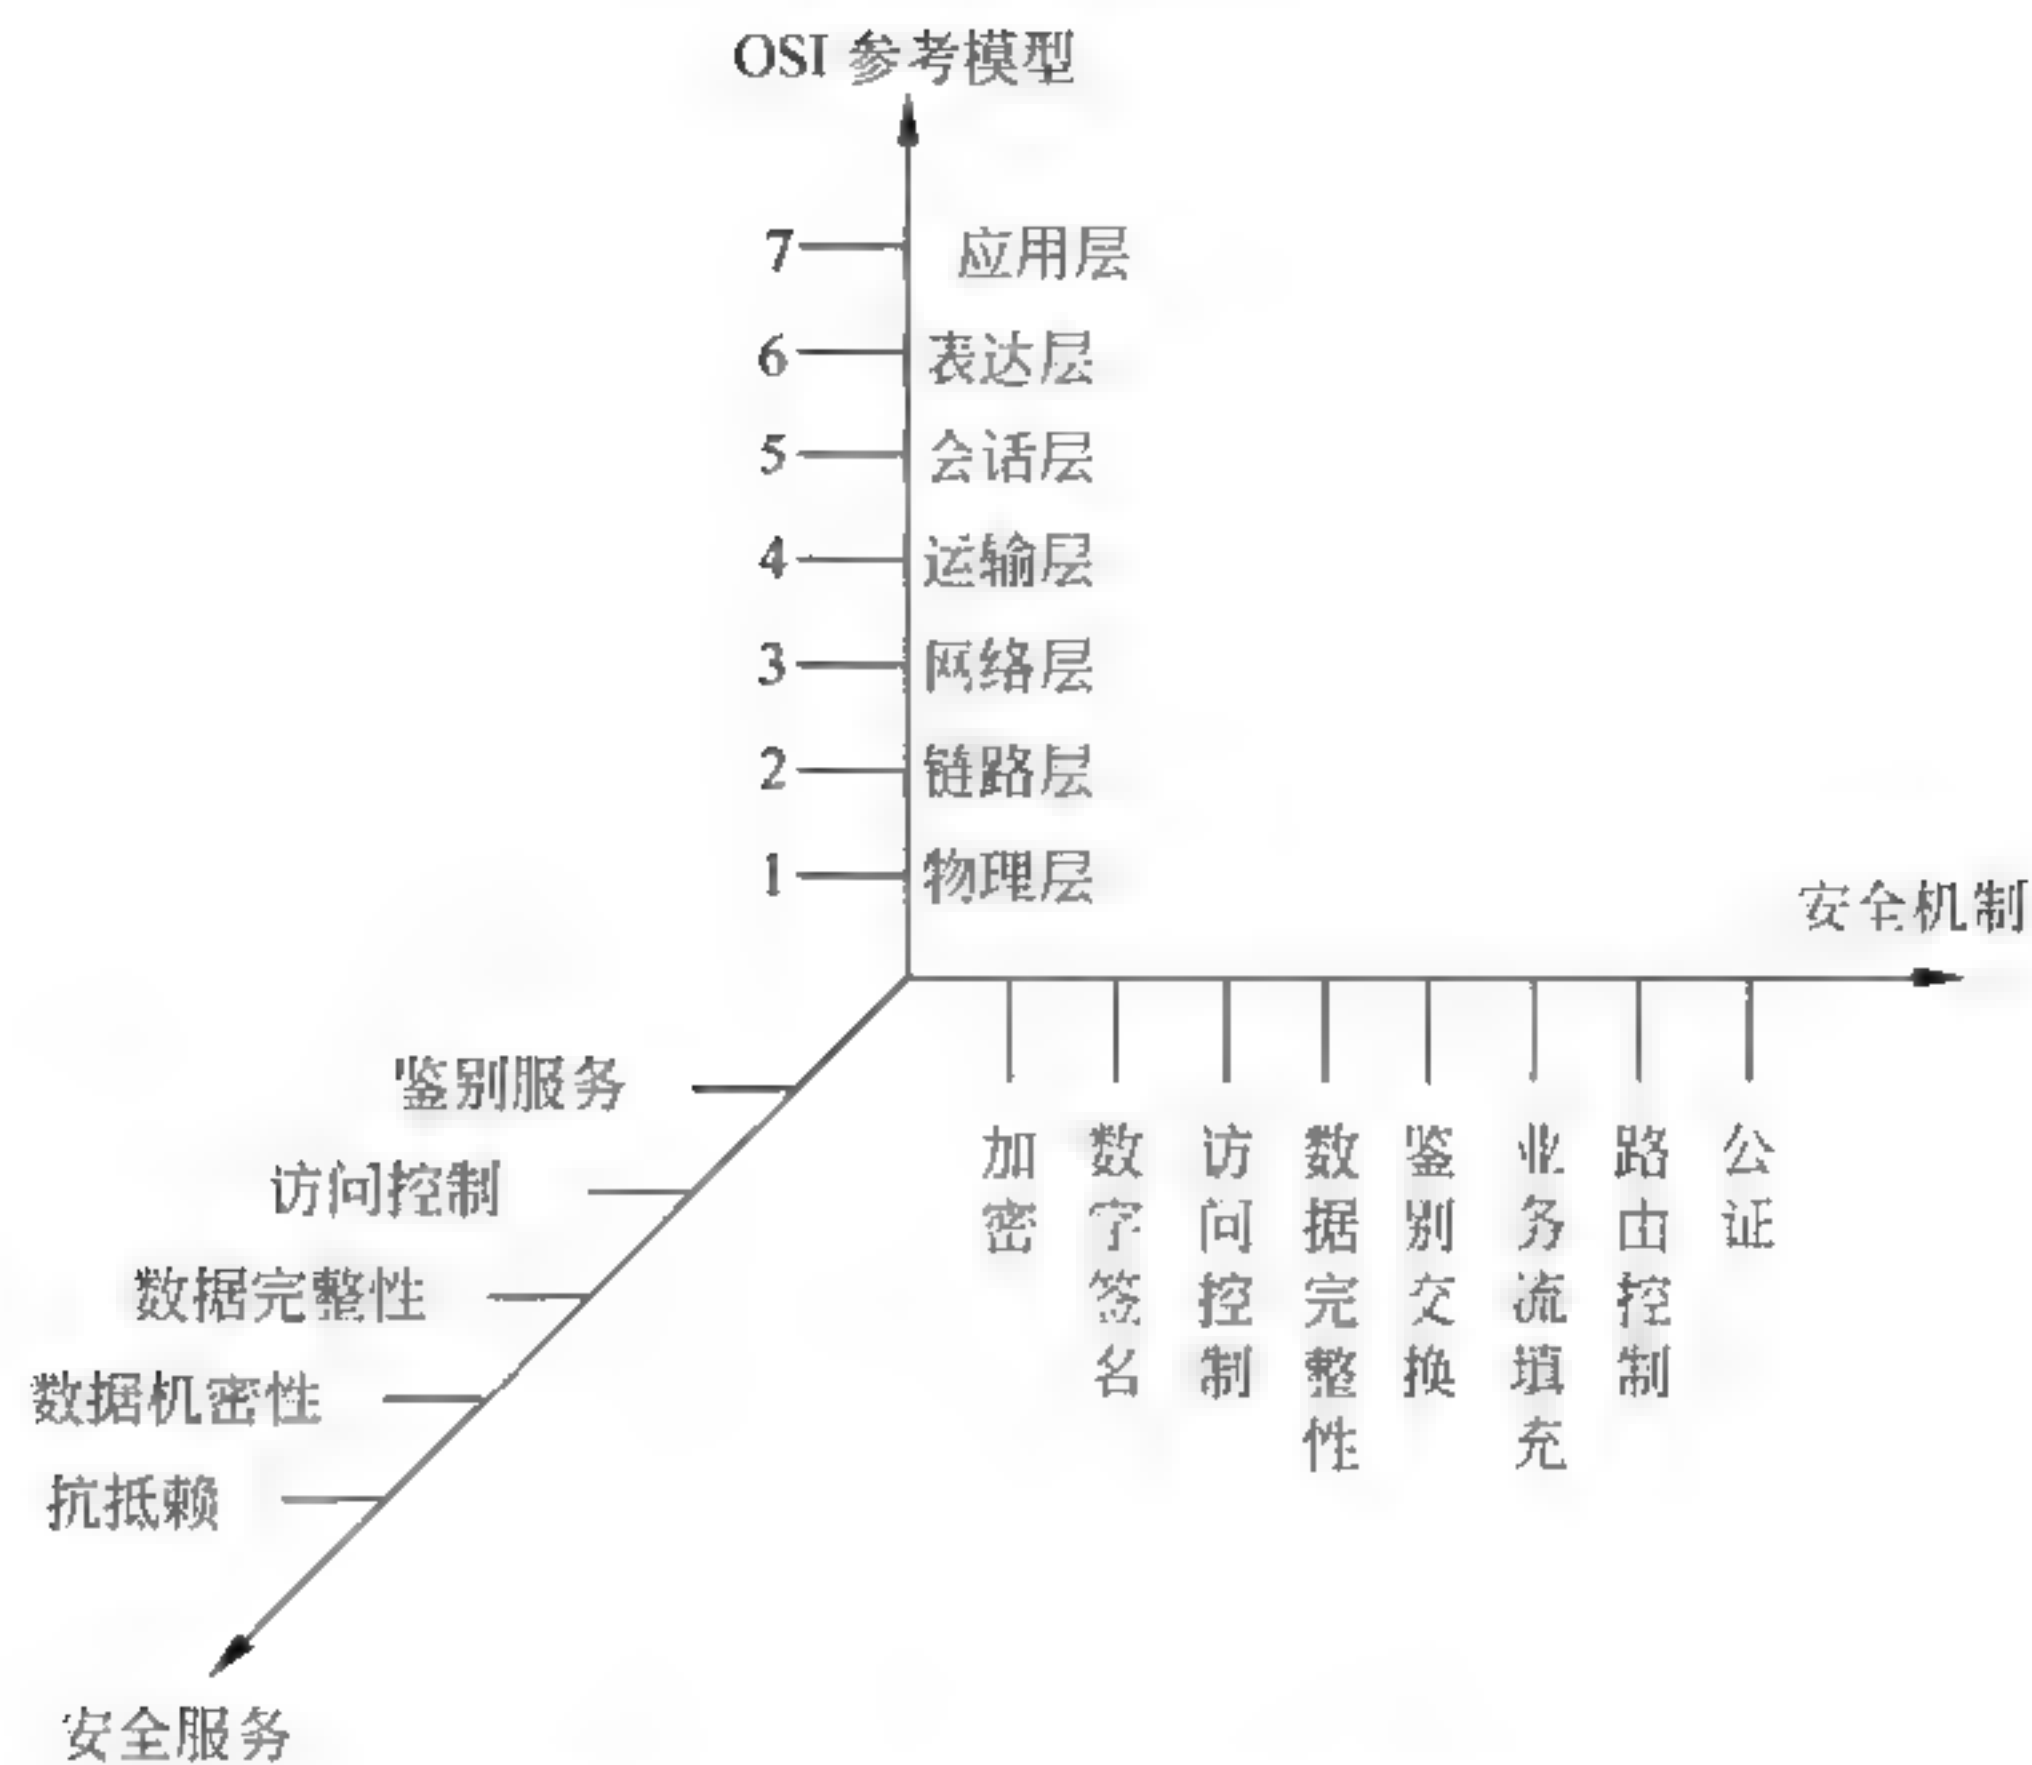 OSI 参考模型
7 应用层
6 表达层
5 会话层
4 运输层
3 网络层
2 链路层
1 物理层
安全机制
加密
数字签名
访问控制
数据完整性
鉴别交换
业务流填充
路由控制
公证
鉴别服务
访问控制
数据完整性
数据机密性
抗抵赖
安全服务